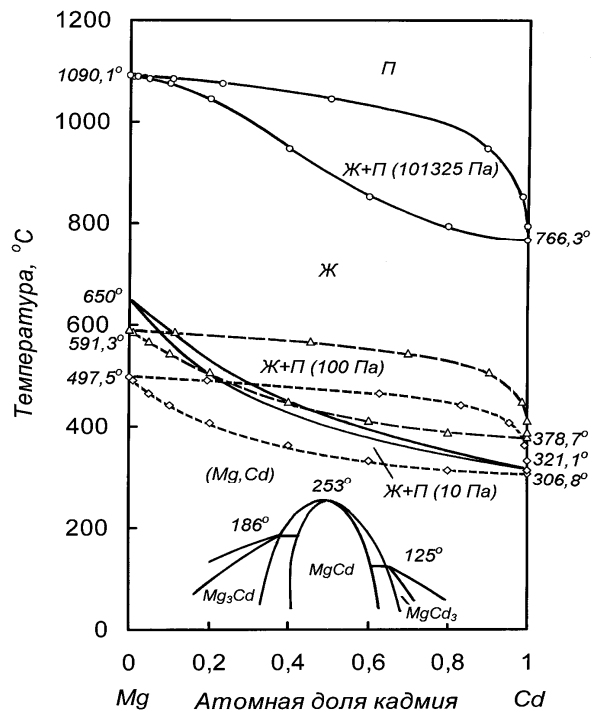 1200
1090,1°
П
1000
Ж+П (101325 Па)
800
766,3°
Ж
650°
600
591,3°
Ж+П (100 Па)
497,5°
400
378,7°
321,1°
306,8°
(Mg,Cd)
Ж+П (10 Па)
253°
186°
125°
200
MgCd
Mg₃Cd
MgCd₃
0
Температура, °C
0 0,2 0,4 0,6 0,8 1
Mg Атомная доля кадмия Cd